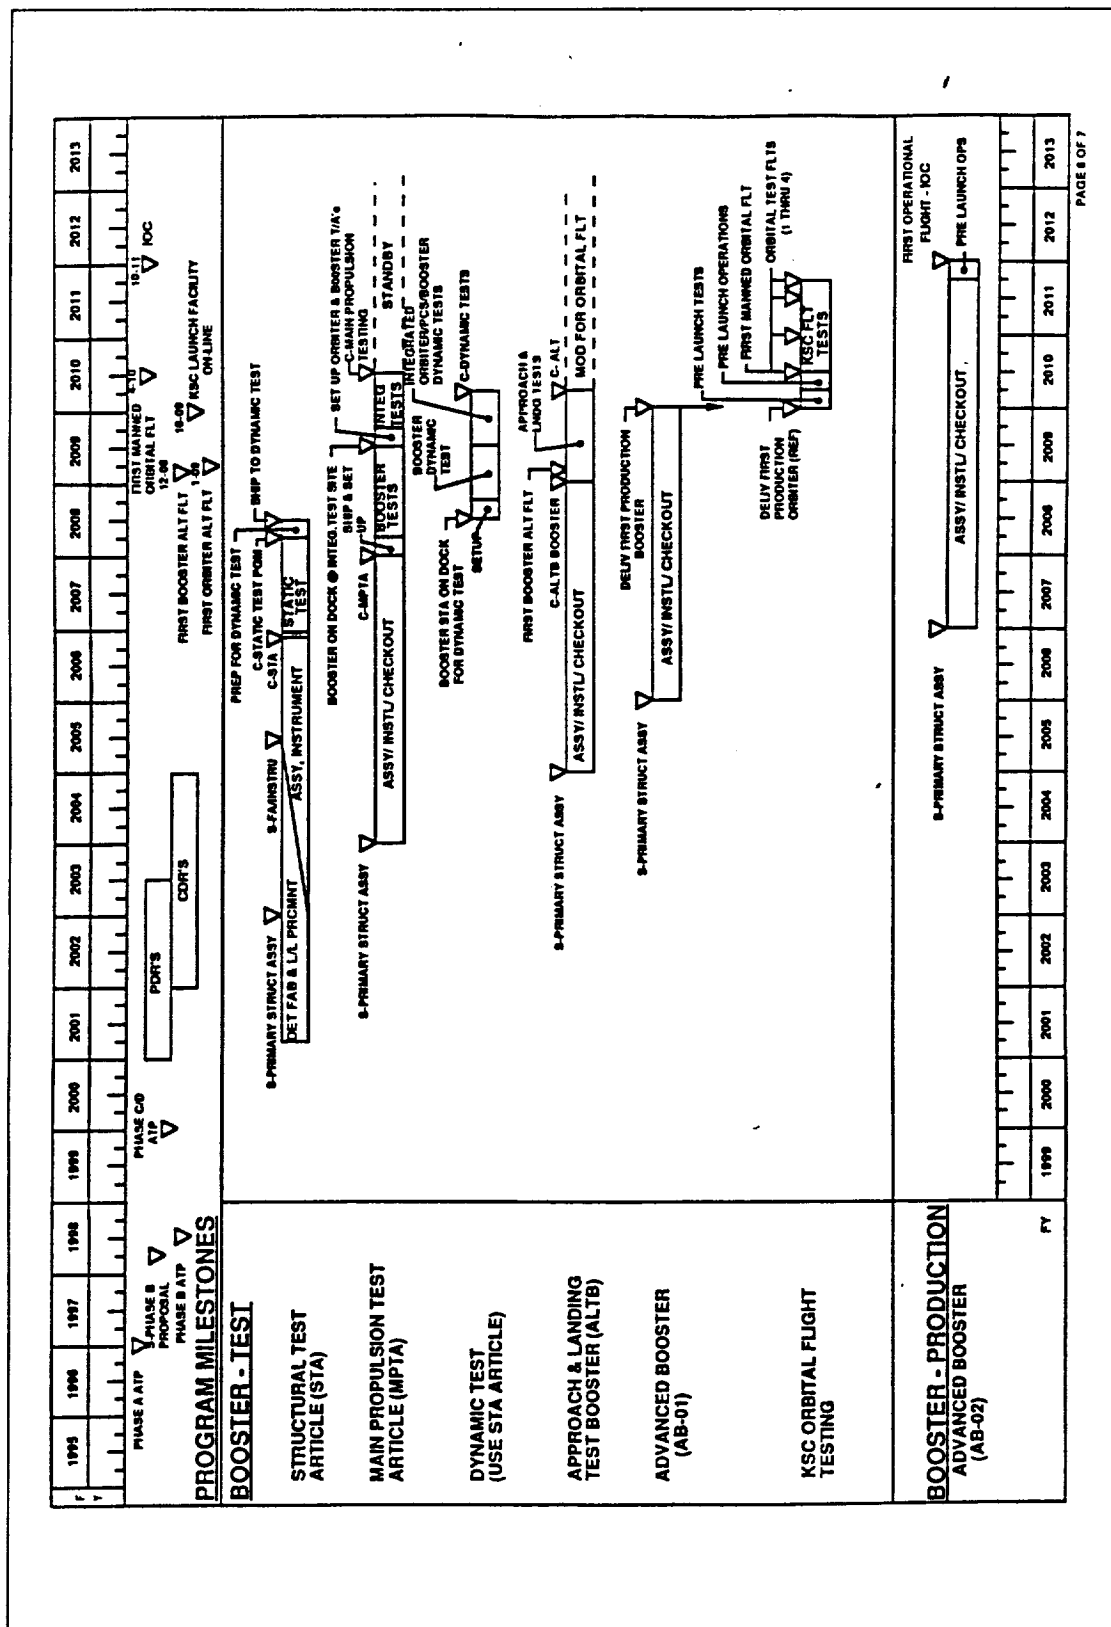 F
Y
1995 1996 1997 1998 1999 2000 2001 2002 2003 2004 2005 2006 2007 2008 2009 2010 2011 2012 2013
PROGRAM MILESTONES
PHASE A ATP
S-PHASE B
PROPOSAL
PHASE B ATP
PHASE C/D
ATP
PDR'S
CDR'S
FIRST MANNED
ORBITAL FLT
12-08
FIRST BOOSTER ALT FLT
FIRST ORBITER ALT FLT
1-09
10-09
KSC LAUNCH FACILITY
ON-LINE
4-10
10-11
IOC
BOOSTER - TEST
STRUCTURAL TEST
ARTICLE (STA)
S-PRIMARY STRUCT ASSY
DET FAB & L/L PRCMNT
S-FA/INSTRU
ASSY, INSTRUMENT
C-STA
STATIC
TEST
C-STATIC TEST PGM
PREP FOR DYNAMIC TEST
SHIP TO DYNAMIC TEST
MAIN PROPULSION TEST
ARTICLE (MPTA)
S-PRIMARY STRUCT ASSY
ASSY/ INSTL/ CHECKOUT
C-MPTA
SHIP & SET
UP
BOOSTER
TESTS
BOOSTER ON DOCK @ INTEG. TEST SITE
INTEG
TESTS
SET UP ORBITER & BOOSTER T/A's
C-MAIN PROPULSION
TESTING
STANDBY
DYNAMIC TEST
(USE STA ARTICLE)
BOOSTER STA ON DOCK
FOR DYNAMIC TEST
SETUP
BOOSTER
DYNAMIC
TEST
INTEGRATED
ORBITER/PCS/BOOSTER
DYNAMIC TESTS
C-DYNAMIC TESTS
APPROACH & LANDING
TEST BOOSTER (ALTB)
S-PRIMARY STRUCT ASSY
ASSY/ INSTL/ CHECKOUT
C-ALTB BOOSTER
FIRST BOOSTER ALT FLT
APPROACH &
LNDG TESTS
C-ALT
MOD FOR ORBITAL FLT
ADVANCED BOOSTER
(AB-01)
S-PRIMARY STRUCT ASSY
ASSY/ INSTL/ CHECKOUT
DELIV FIRST PRODUCTION
BOOSTER
KSC ORBITAL FLIGHT
TESTING
DELIV FIRST
PRODUCTION
ORBITER (REF)
PRE LAUNCH TESTS
PRE LAUNCH OPERATIONS
FIRST MANNED ORBITAL FLT
ORBITAL TEST FLTS
(1 THRU 4)
KSC FLT
TESTS
BOOSTER - PRODUCTION
ADVANCED BOOSTER
(AB-02)
S-PRIMARY STRUCT ASSY
ASSY/ INSTL/ CHECKOUT
FIRST OPERATIONAL
FLIGHT - IOC
PRE LAUNCH OPS
FY 1999 2000 2001 2002 2003 2004 2005 2006 2007 2008 2009 2010 2011 2012 2013
PAGE 6 OF 7